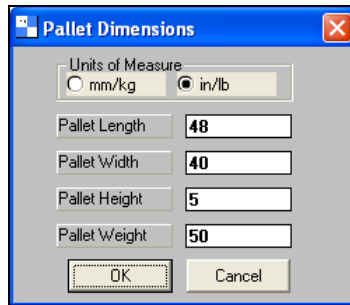 Pallet Dimensions
Units of Measure
mm/kg in/lb
Pallet Length 48
Pallet Width 40
Pallet Height 5
Pallet Weight 50
OK Cancel